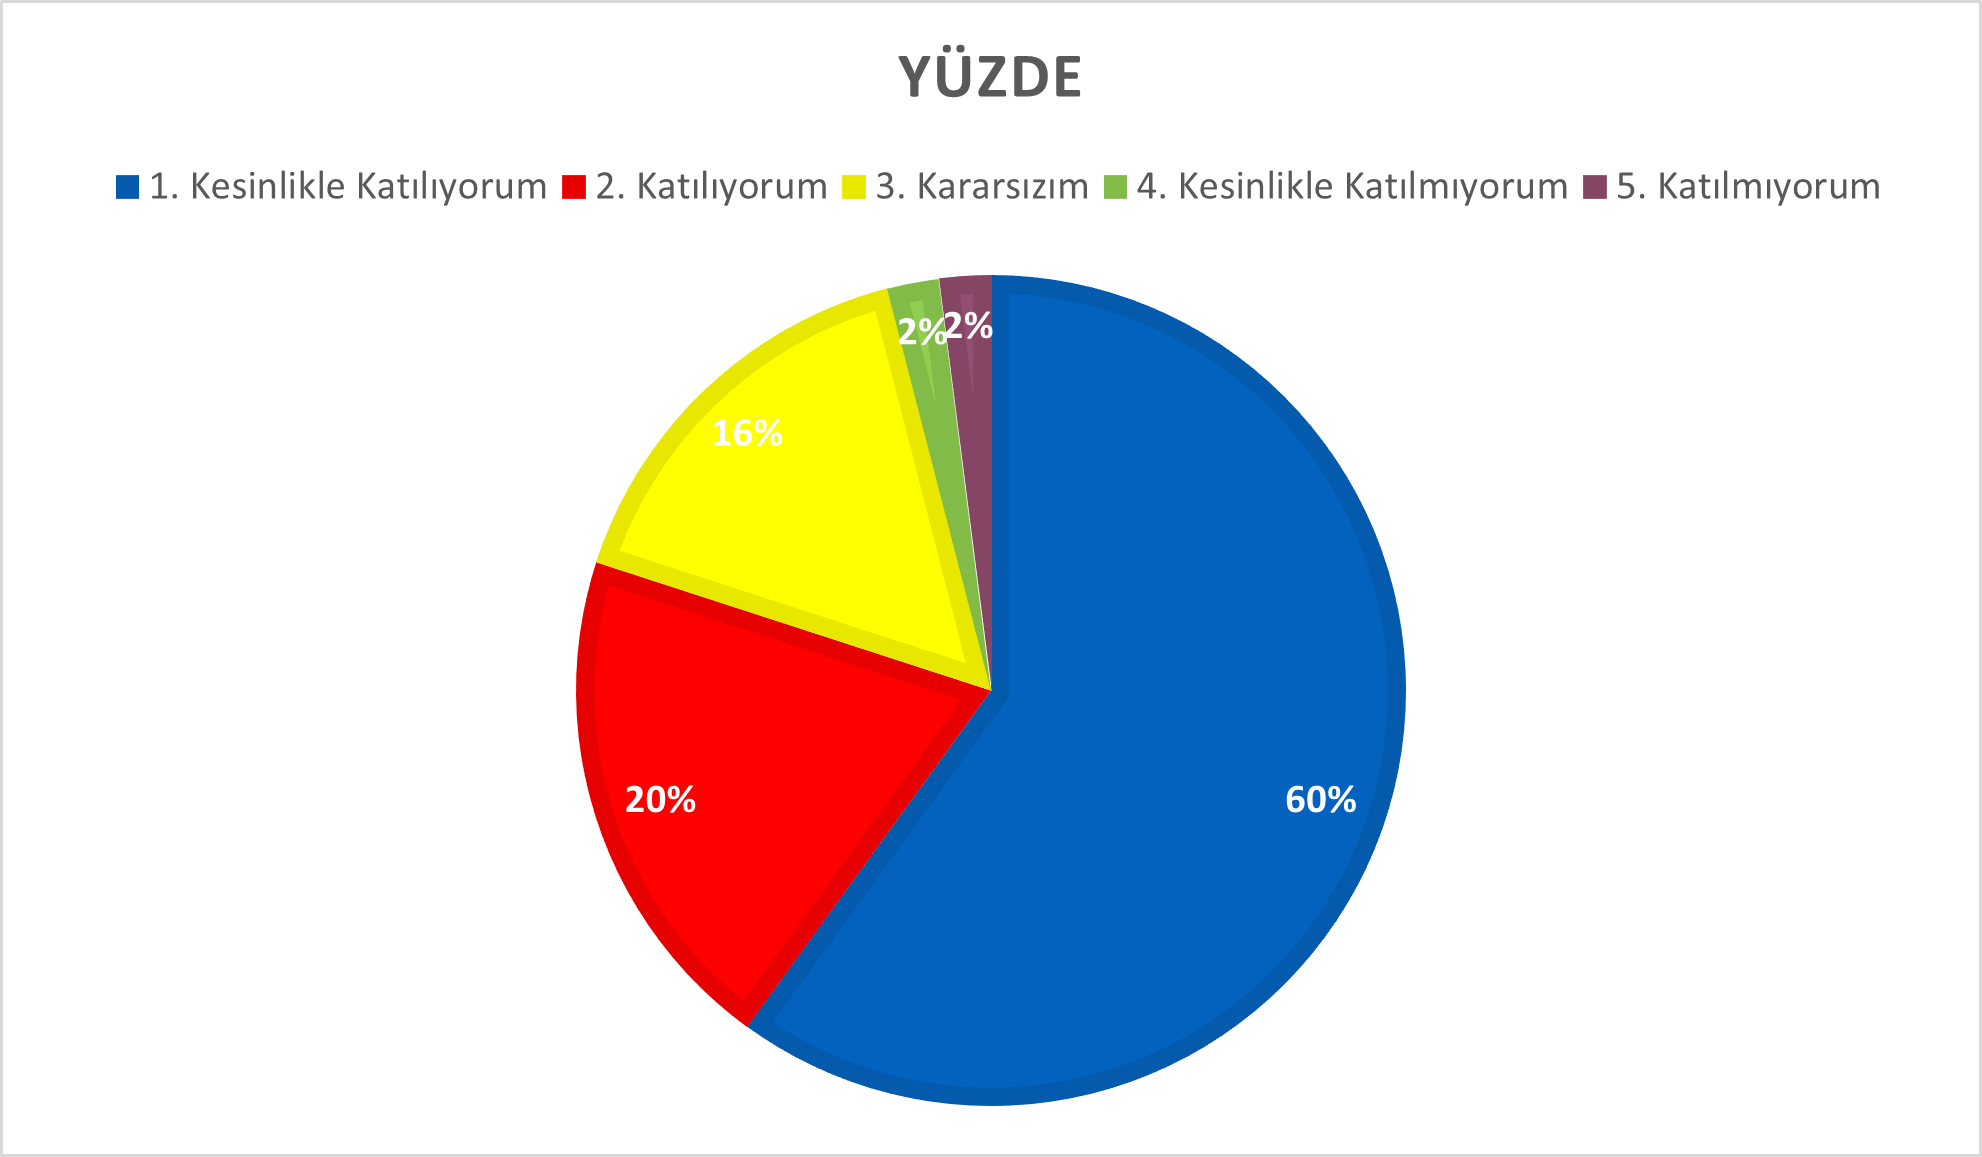 YÜZDE
1. Kesinlikle Katılıyorum 2. Katılıyorum 3. Kararsızım 4. Kesinlikle Katılmıyorum 5. Katılmıyorum
2% 2%
16%
20% 60%